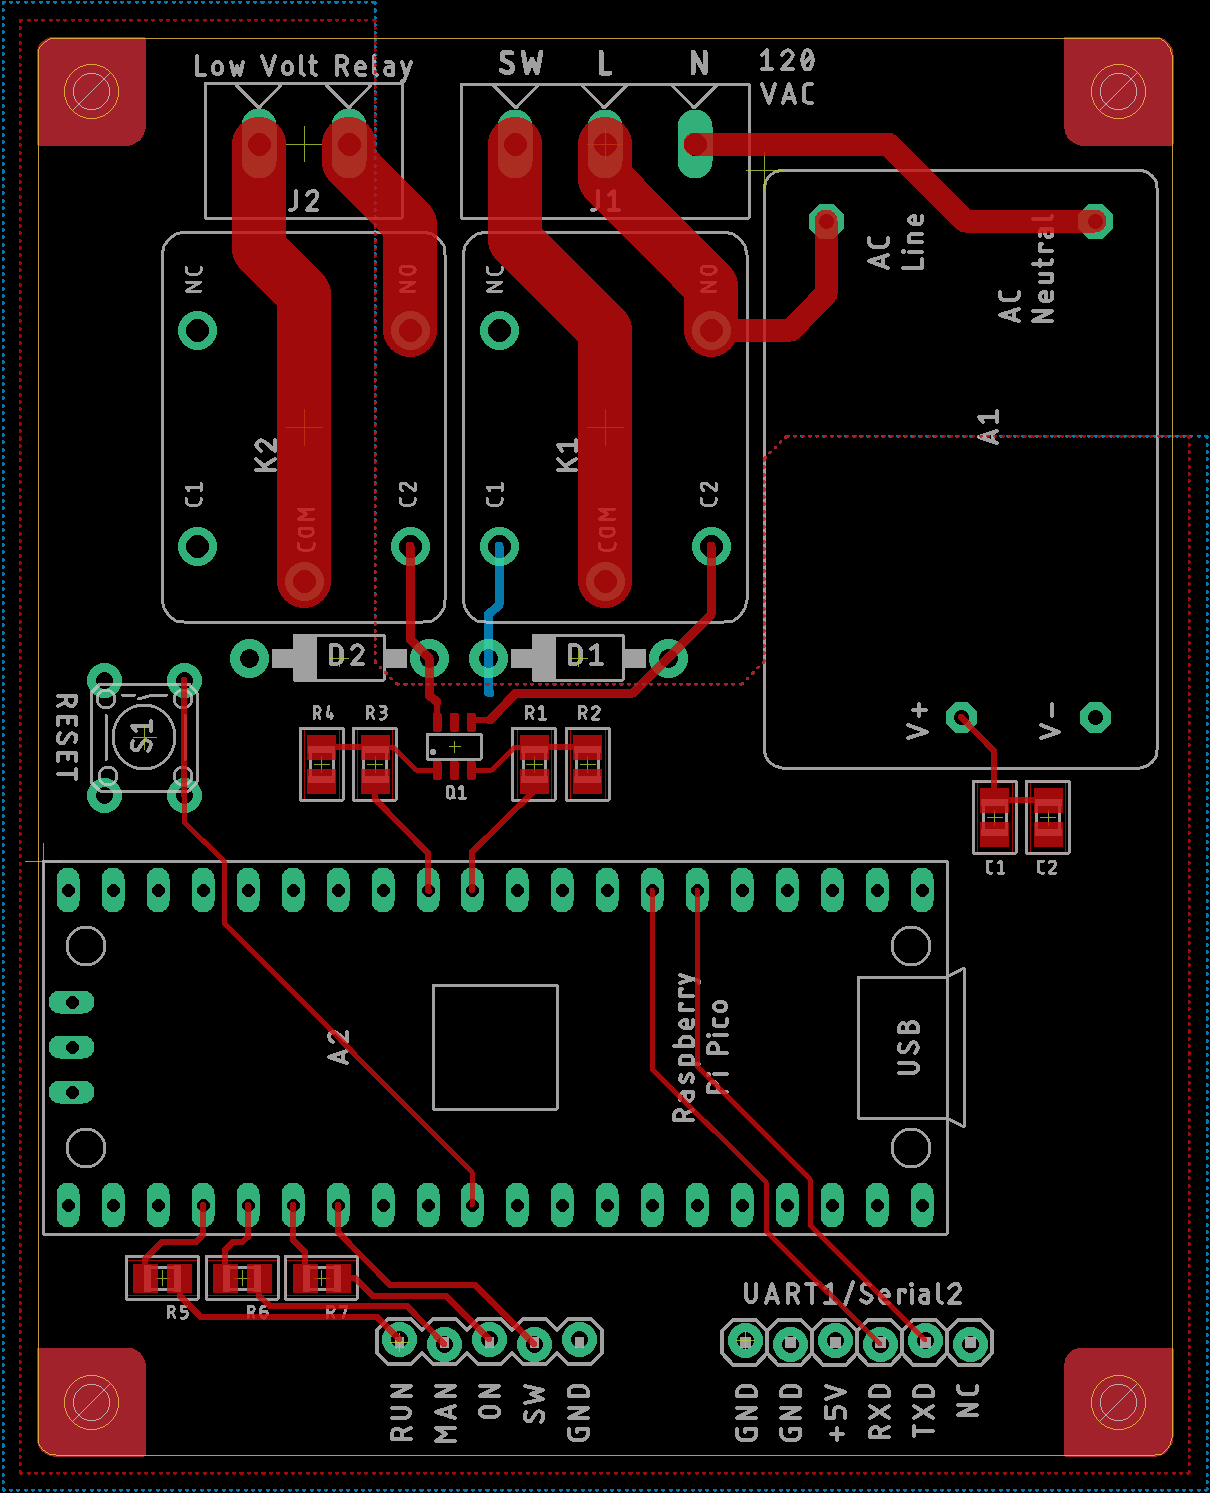 Low Volt Relay
SW L N
120
VAC
J2
J1
NC
NO
NC
NO
AC
Line
AC
Neutral
K2
K1
A1
C1
COM
C2
C1
COM
C2
D2
D1
RESET
S1
R4 R3
R1 R2
Q1
V+
V-
C1 C2
A2
Raspberry
Pi Pico
USB
R5 R6 R7
UART1/Serial2
RUN
MAN
ON
SW
GND
GND
GND
+5V
RXD
TXD
NC